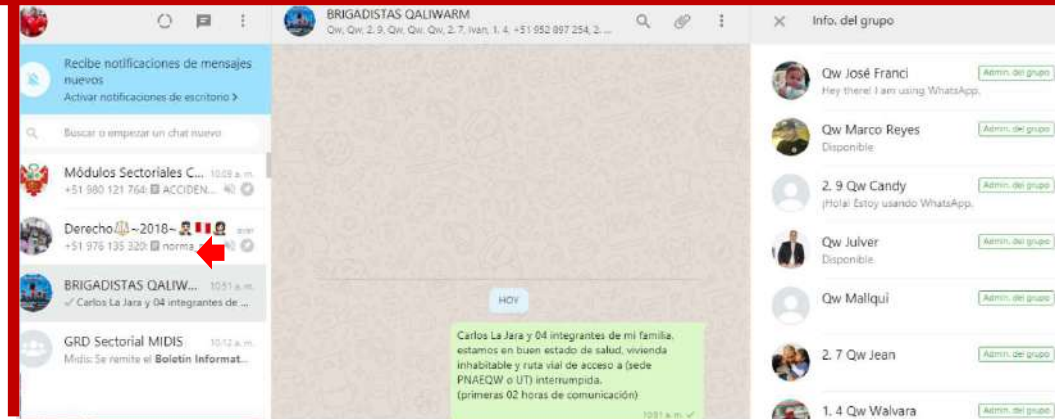 Recibe notificaciones de mensajes
nuevos
Activar notificaciones de escritorio >
Buscar o empezar un chat nuevo
Módulos Sectoriales C... 10:09 a. m.
+51 980 121 764: ACCIDEN...
Derecho⚖️~2018~ ayer
+51 976 135 320: norma
BRIGADISTAS QALIW... 10:51 a. m.
✓ Carlos La Jara y 04 integrantes de ...
GRD Sectorial MIDIS 10:12 a. m.
Midis: Se remite el Boletín Informat...
BRIGADISTAS QALIWARM
Qw, Qw, 2. 9, Qw, Qw, Qw, 2. 7, Ivan, 1. 4, +51 952 097 254, 2. ...
HOY
Carlos La Jara y 04 integrantes de mi familia,
estamos en buen estado de salud, vivienda
inhabitable y ruta vial de acceso a (sede
PNAEQW o UT) interrumpida.
(primeras 02 horas de comunicación)
10:51 a. m. ✓
Info. del grupo
Qw José Franci Admin. del grupo
Hey there! I am using WhatsApp.
Qw Marco Reyes Admin. del grupo
Disponible
2. 9 Qw Candy Admin. del grupo
¡Hola! Estoy usando WhatsApp.
Qw Julver Admin. del grupo
Disponible
Qw Mallqui Admin. del grupo
2. 7 Qw Jean Admin. del grupo
1. 4 Qw Walvara Admin. del grupo